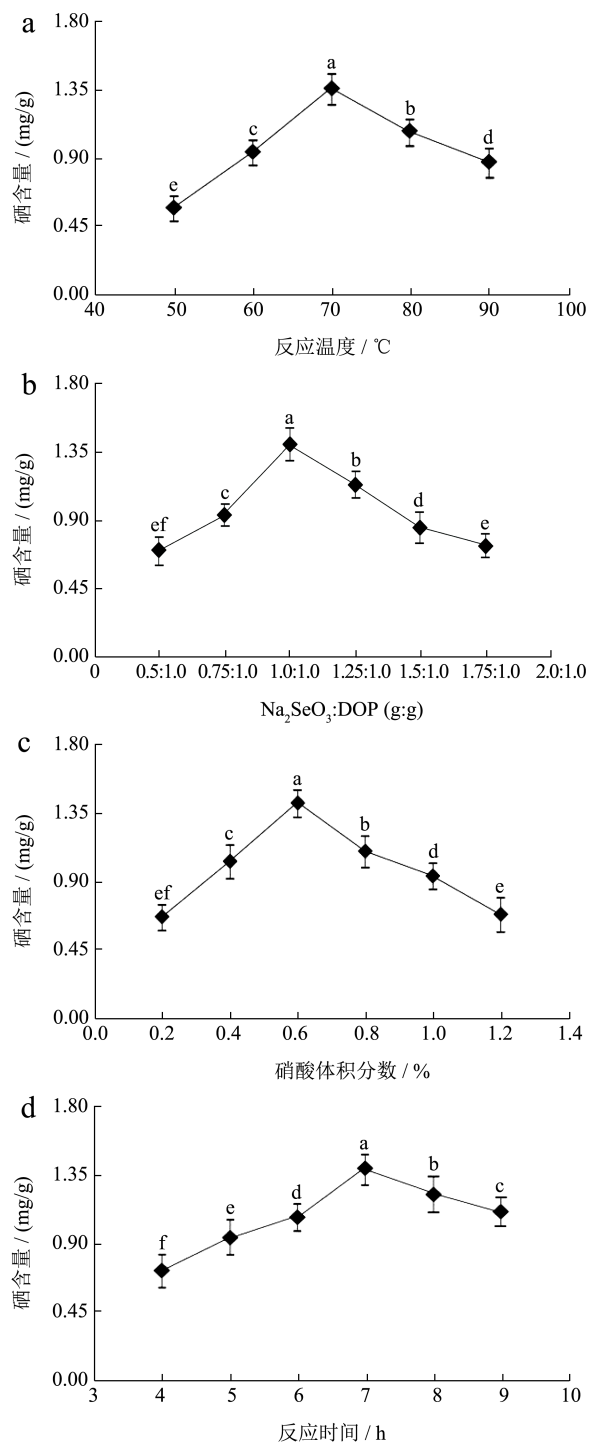 a
1.80
a
1.35
b
c
d
0.90
e
0.45
0.00
40 50 60 70 80 90 100
硒含量 / (mg/g)
反应温度 / ℃
b
1.80
a
1.35
b
c
d
ef
e
0.90
0.45
0.00
0 0.5:1.0 0.75:1.0 1.0:1.0 1.25:1.0 1.5:1.0 1.75:1.0 2.0:1.0
硒含量 / (mg/g)
Na₂SeO₃:DOP (g:g)
c
1.80
a
1.35
b
c
d
ef
e
0.90
0.45
0.00
0.0 0.2 0.4 0.6 0.8 1.0 1.2 1.4
硒含量 / (mg/g)
硝酸体积分数 / %
d
1.80
a
1.35
b
c
d
e
f
0.90
0.45
0.00
3 4 5 6 7 8 9 10
硒含量 / (mg/g)
反应时间 / h